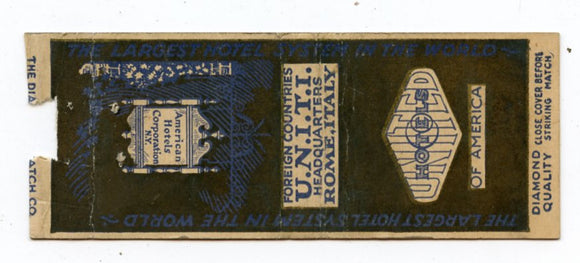 THE LARGEST HOTEL SYSTEM IN THE WORLD
THE DIA
ATCH CO.
American
Hotels
Corporation
N.Y.
FOREIGN COUNTRIES
U.N.I.T.I.
HEADQUARTERS
ROME, ITALY
UNITED
HOTELS
OF AMERICA
DIAMOND
QUALITY
CLOSE COVER BEFORE
STRIKING MATCH
THE LARGEST HOTEL SYSTEM IN THE WORLD